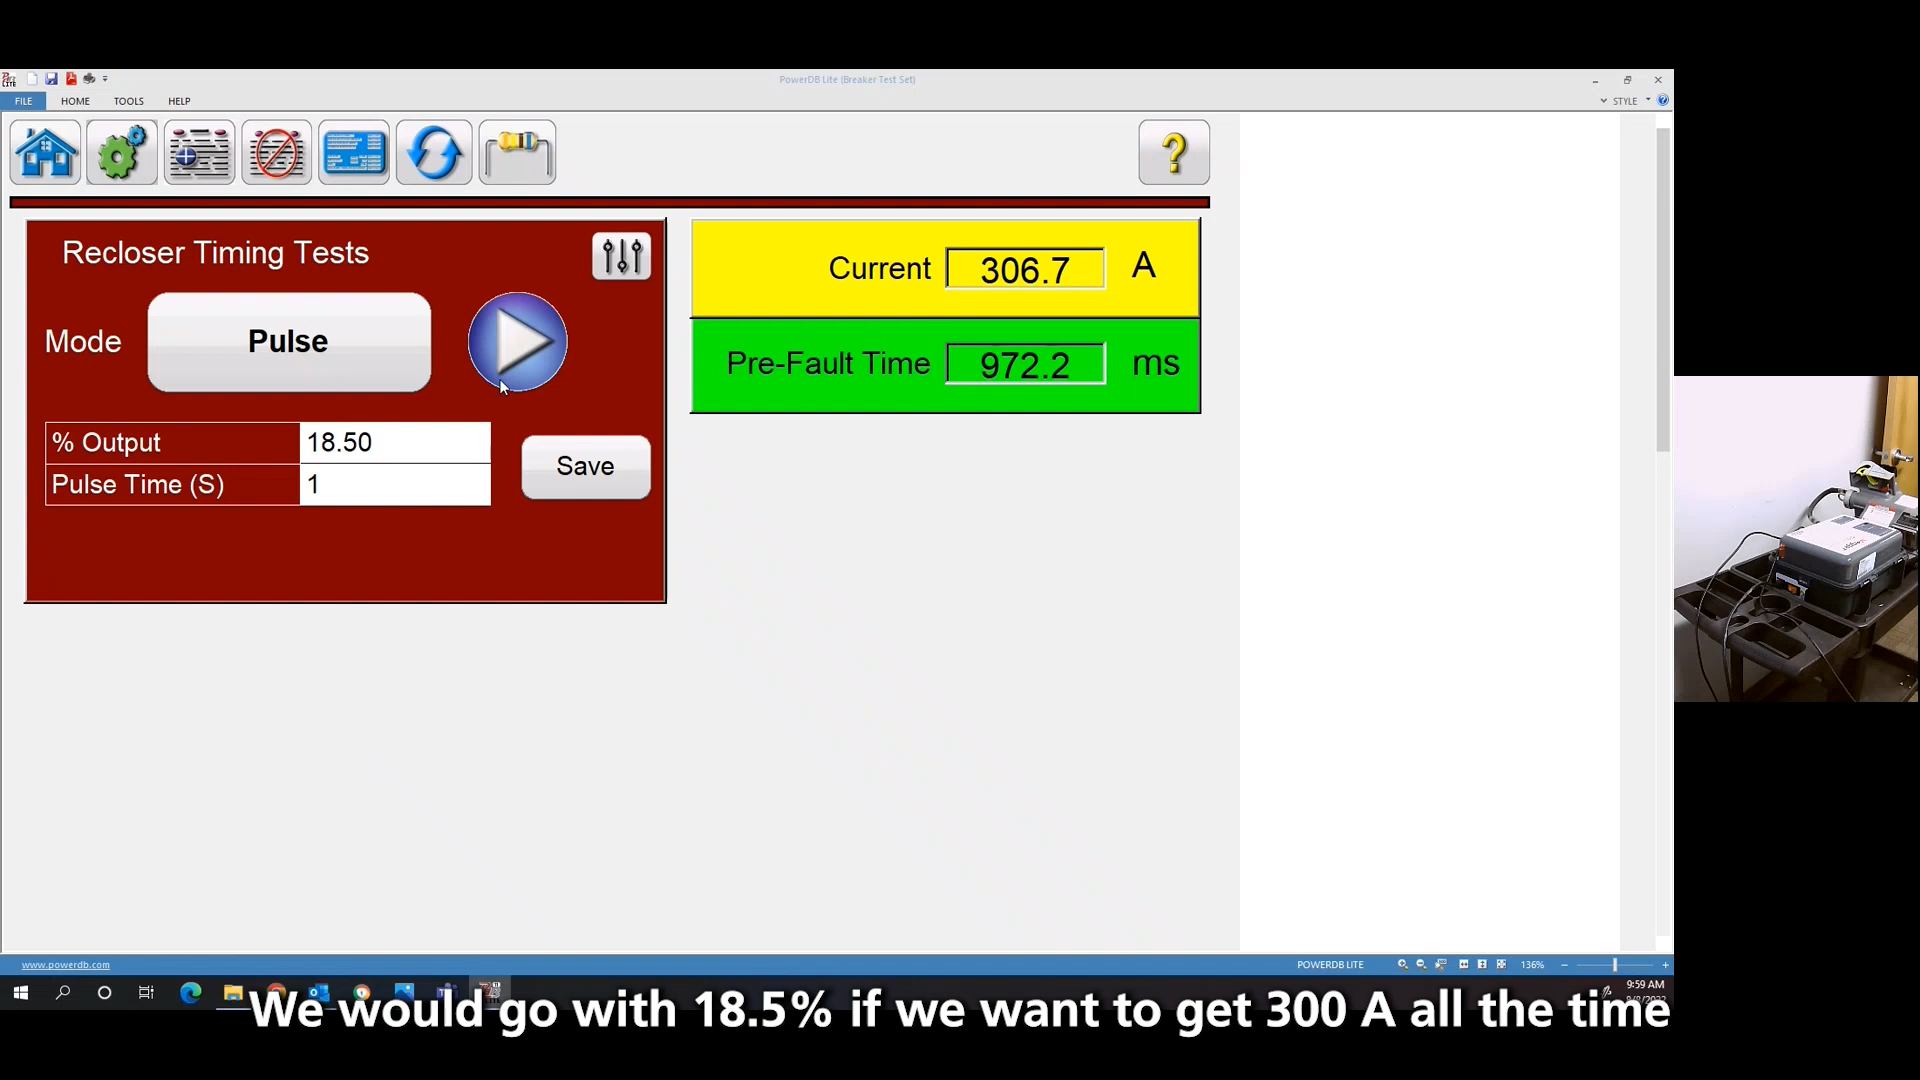 PowerDB Lite (Breaker Test Set)
FILE HOME TOOLS HELP
STYLE
Recloser Timing Tests
Mode Pulse
% Output 18.50
Pulse Time (S) 1
Save
Current 306.7 A
Pre-Fault Time 972.2 ms
www.powerdb.com
POWERDB LITE 136%
9:59 AM
We would go with 18.5% if we want to get 300 A all the time